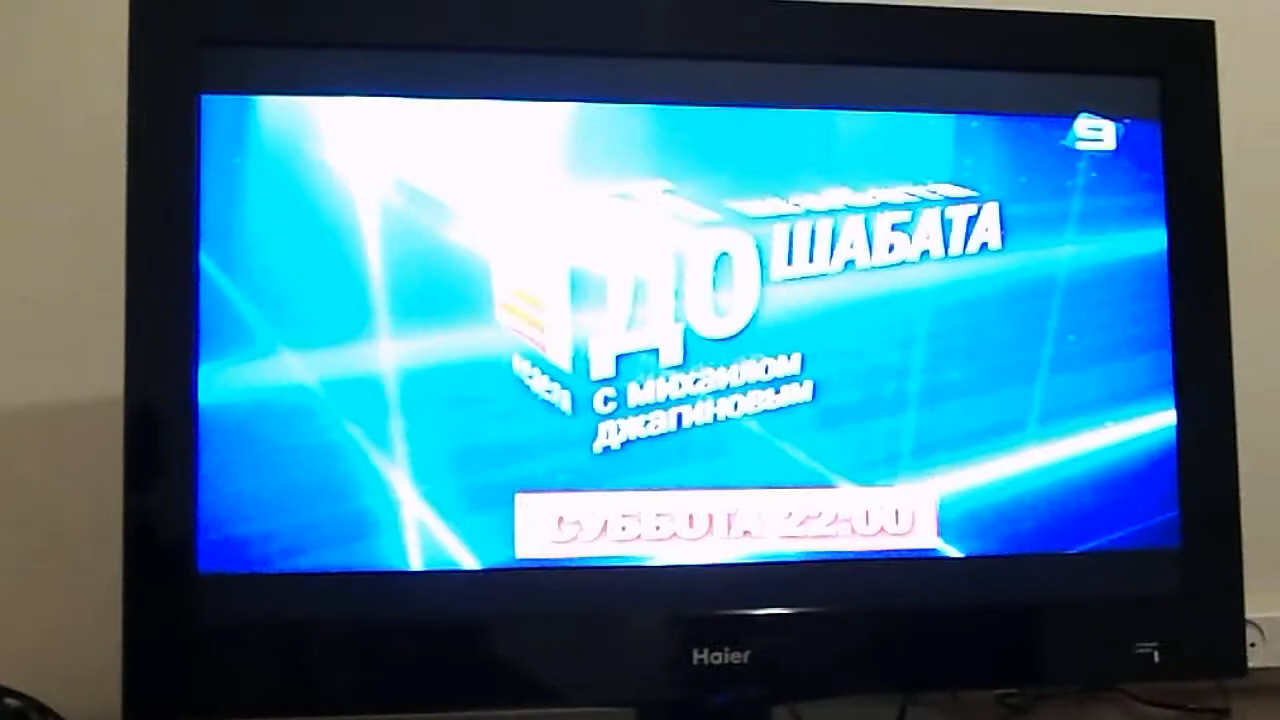 9
ДО
ШАБАТА
с михаилом
джагиновым
СУББОТА 22:00
Haier